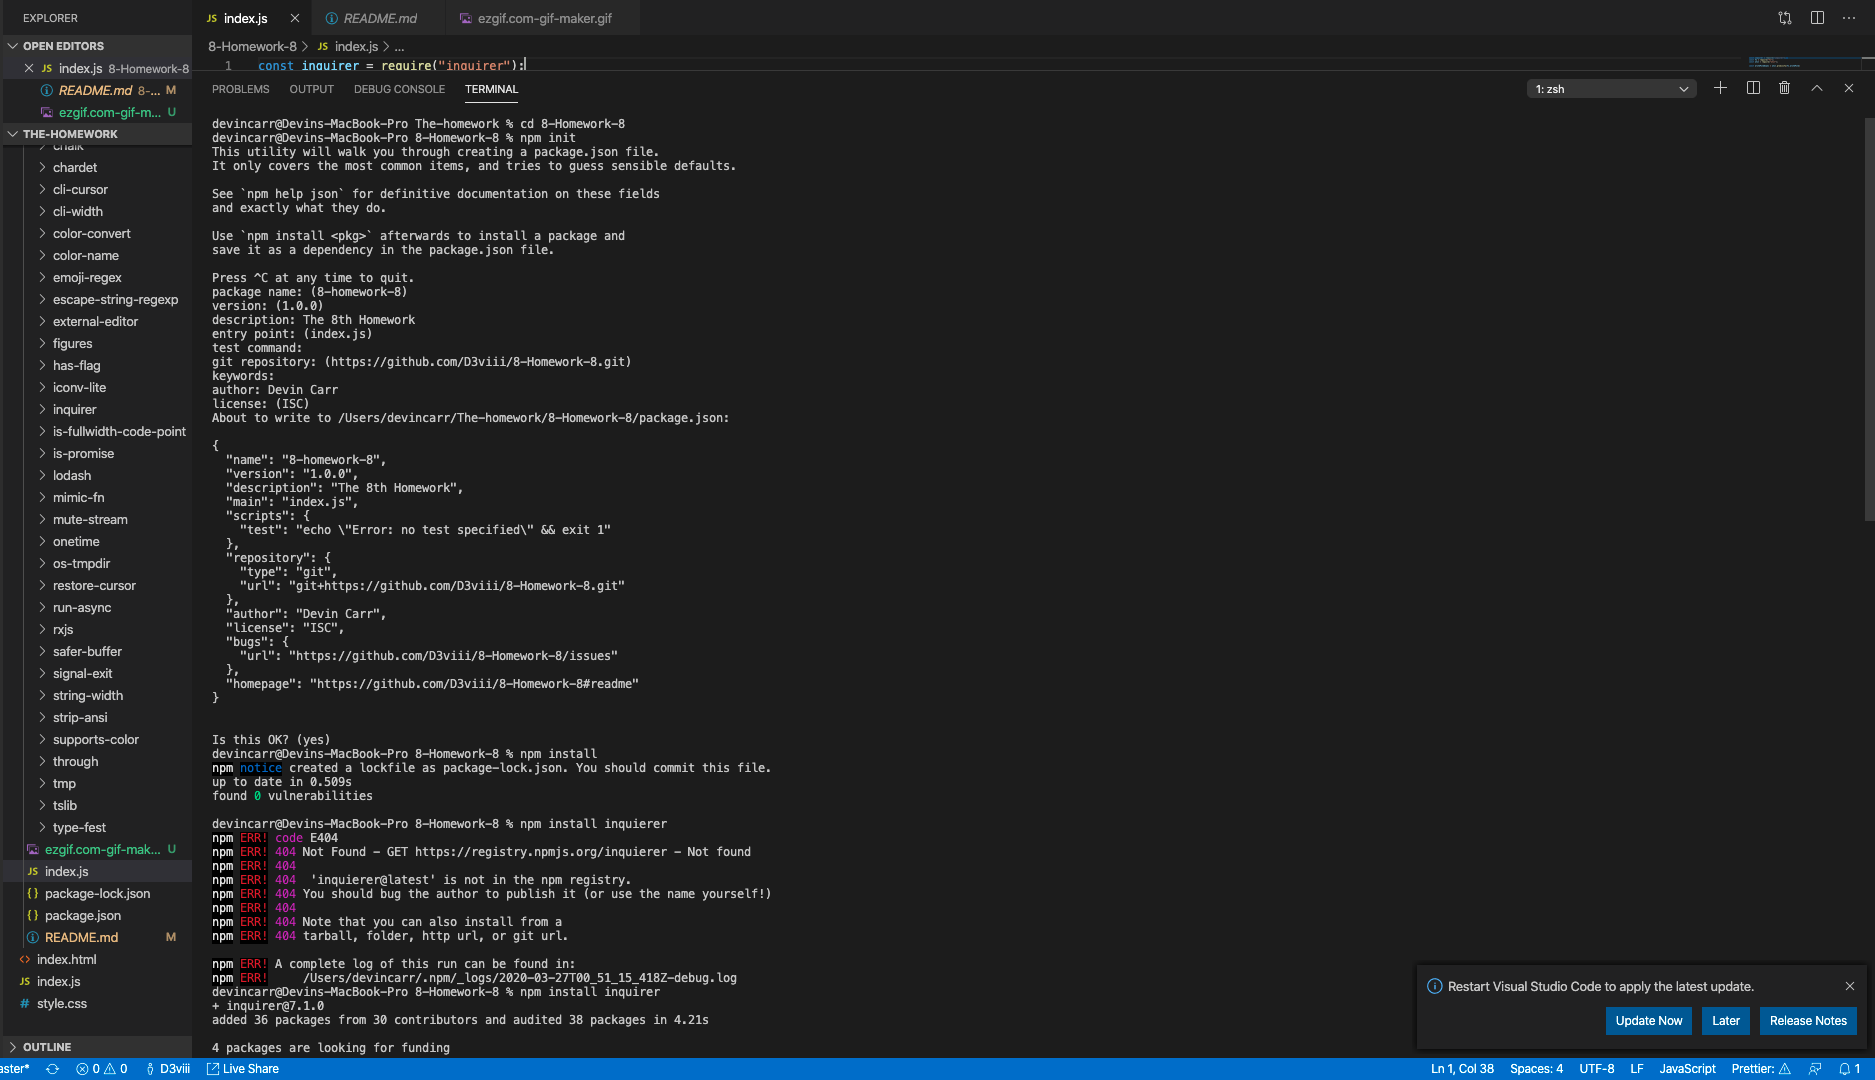 EXPLORER
OPEN EDITORS
JS index.js 8-Homework-8
README.md 8-... M
ezgif.com-gif-m... U
THE-HOMEWORK
chalk
chardet
cli-cursor
cli-width
color-convert
color-name
emoji-regex
escape-string-regexp
external-editor
figures
has-flag
iconv-lite
inquirer
is-fullwidth-code-point
is-promise
lodash
mimic-fn
mute-stream
onetime
os-tmpdir
restore-cursor
run-async
rxjs
safer-buffer
signal-exit
string-width
strip-ansi
supports-color
through
tmp
tslib
type-fest
ezgif.com-gif-mak... U
JS index.js
{} package-lock.json
{} package.json
README.md M
<> index.html
JS index.js
# style.css
OUTLINE
JS index.js
README.md
ezgif.com-gif-maker.gif
8-Homework-8 > JS index.js > ...
1 const inquirer = require("inquirer");
PROBLEMS OUTPUT DEBUG CONSOLE TERMINAL
1: zsh
devincarr@Devins-MacBook-Pro The-homework % cd 8-Homework-8
devincarr@Devins-MacBook-Pro 8-Homework-8 % npm init
This utility will walk you through creating a package.json file.
It only covers the most common items, and tries to guess sensible defaults.
See `npm help json` for definitive documentation on these fields
and exactly what they do.
Use `npm install <pkg>` afterwards to install a package and
save it as a dependency in the package.json file.
Press ^C at any time to quit.
package name: (8-homework-8)
version: (1.0.0)
description: The 8th Homework
entry point: (index.js)
test command:
git repository: (https://github.com/D3viii/8-Homework-8.git)
keywords:
author: Devin Carr
license: (ISC)
About to write to /Users/devincarr/The-homework/8-Homework-8/package.json:
{
"name": "8-homework-8",
"version": "1.0.0",
"description": "The 8th Homework",
"main": "index.js",
"scripts": {
"test": "echo \"Error: no test specified\" && exit 1"
},
"repository": {
"type": "git",
"url": "git+https://github.com/D3viii/8-Homework-8.git"
},
"author": "Devin Carr",
"license": "ISC",
"bugs": {
"url": "https://github.com/D3viii/8-Homework-8/issues"
},
"homepage": "https://github.com/D3viii/8-Homework-8#readme"
}
Is this OK? (yes)
devincarr@Devins-MacBook-Pro 8-Homework-8 % npm install
npm notice created a lockfile as package-lock.json. You should commit this file.
up to date in 0.509s
found 0 vulnerabilities
devincarr@Devins-MacBook-Pro 8-Homework-8 % npm install inquierer
npm ERR! code E404
npm ERR! 404 Not Found - GET https://registry.npmjs.org/inquierer - Not found
npm ERR! 404
npm ERR! 404 'inquierer@latest' is not in the npm registry.
npm ERR! 404 You should bug the author to publish it (or use the name yourself!)
npm ERR! 404
npm ERR! 404 Note that you can also install from a
npm ERR! 404 tarball, folder, http url, or git url.
npm ERR! A complete log of this run can be found in:
npm ERR! /Users/devincarr/.npm/_logs/2020-03-27T00_51_15_418Z-debug.log
devincarr@Devins-MacBook-Pro 8-Homework-8 % npm install inquirer
+ inquirer@7.1.0
added 36 packages from 30 contributors and audited 38 packages in 4.21s
4 packages are looking for funding
Restart Visual Studio Code to apply the latest update.
Update Now Later Release Notes
aster* 0 0 D3viii Live Share Ln 1, Col 38 Spaces: 4 UTF-8 LF JavaScript Prettier: 1